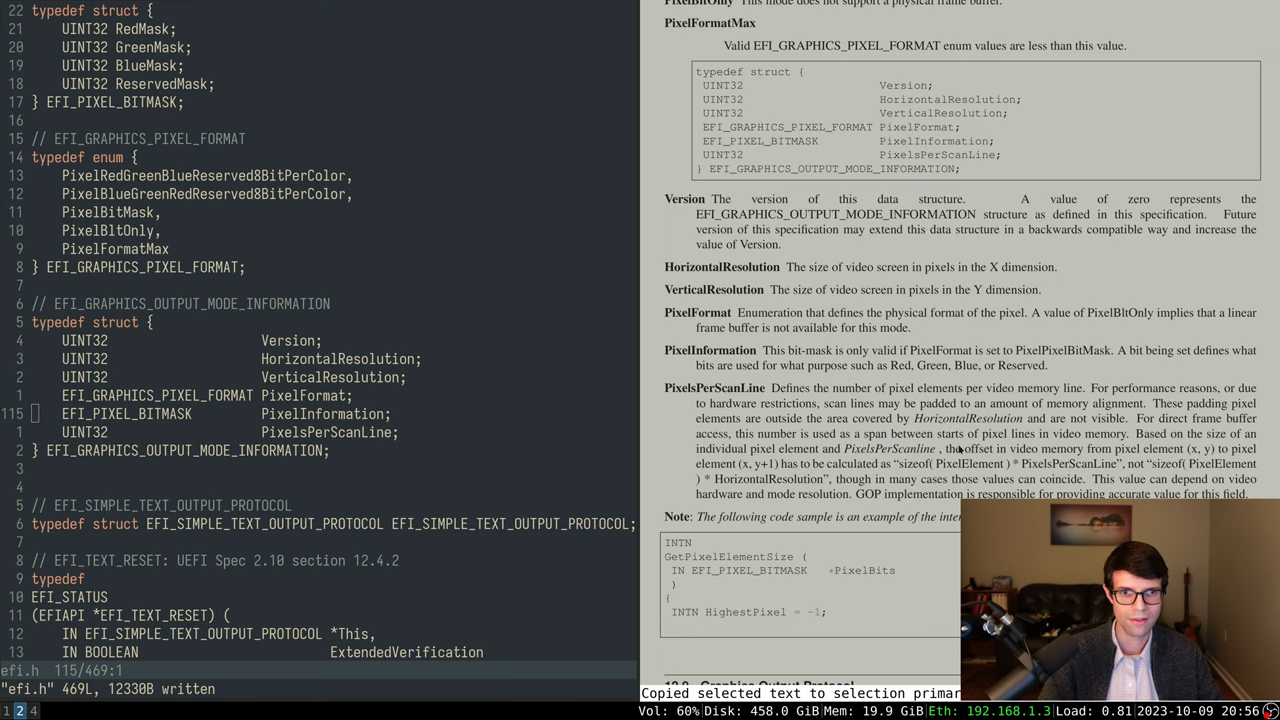 22 typedef struct {
21     UINT32 RedMask;
20     UINT32 GreenMask;
19     UINT32 BlueMask;
18     UINT32 ReservedMask;
17 } EFI_PIXEL_BITMASK;
16
15 // EFI_GRAPHICS_PIXEL_FORMAT
14 typedef enum {
13     PixelRedGreenBlueReserved8BitPerColor,
12     PixelBlueGreenRedReserved8BitPerColor,
11     PixelBitMask,
10     PixelBltOnly,
9     PixelFormatMax
8 } EFI_GRAPHICS_PIXEL_FORMAT;
7
6 // EFI_GRAPHICS_OUTPUT_MODE_INFORMATION
5 typedef struct {
4     UINT32                    Version;
3     UINT32                    HorizontalResolution;
2     UINT32                    VerticalResolution;
1     EFI_GRAPHICS_PIXEL_FORMAT PixelFormat;
115     EFI_PIXEL_BITMASK         PixelInformation;
1     UINT32                    PixelsPerScanLine;
2 } EFI_GRAPHICS_OUTPUT_MODE_INFORMATION;
3
4
5 // EFI_SIMPLE_TEXT_OUTPUT_PROTOCOL
6 typedef struct EFI_SIMPLE_TEXT_OUTPUT_PROTOCOL EFI_SIMPLE_TEXT_OUTPUT_PROTOCOL;
7
8 // EFI_TEXT_RESET: UEFI Spec 2.10 section 12.4.2
9 typedef
10 EFI_STATUS
11 (EFIAPI *EFI_TEXT_RESET) (
12     IN EFI_SIMPLE_TEXT_OUTPUT_PROTOCOL *This,
13     IN BOOLEAN                         ExtendedVerification
efi.h 115/469:1
"efi.h" 469L, 12330B written
PixelBltOnly This mode does not support a physical frame buffer.
PixelFormatMax
Valid EFI_GRAPHICS_PIXEL_FORMAT enum values are less than this value.
typedef struct {
UINT32                    Version;
UINT32                    HorizontalResolution;
UINT32                    VerticalResolution;
EFI_GRAPHICS_PIXEL_FORMAT PixelFormat;
EFI_PIXEL_BITMASK         PixelInformation;
UINT32                    PixelsPerScanLine;
} EFI_GRAPHICS_OUTPUT_MODE_INFORMATION;
Version The version of this data structure. A value of zero represents the
EFI_GRAPHICS_OUTPUT_MODE_INFORMATION structure as defined in this specification. Future
version of this specification may extend this data structure in a backwards compatible way and increase the
value of Version.
HorizontalResolution The size of video screen in pixels in the X dimension.
VerticalResolution The size of video screen in pixels in the Y dimension.
PixelFormat Enumeration that defines the physical format of the pixel. A value of PixelBltOnly implies that a linear
frame buffer is not available for this mode.
PixelInformation This bit-mask is only valid if PixelFormat is set to PixelPixelBitMask. A bit being set defines what
bits are used for what purpose such as Red, Green, Blue, or Reserved.
PixelsPerScanLine Defines the number of pixel elements per video memory line. For performance reasons, or due
to hardware restrictions, scan lines may be padded to an amount of memory alignment. These padding pixel
elements are outside the area covered by HorizontalResolution and are not visible. For direct frame buffer
access, this number is used as a span between starts of pixel lines in video memory. Based on the size of an
individual pixel element and PixelsPerScanline , the offset in video memory from pixel element (x, y) to pixel
element (x, y+1) has to be calculated as “sizeof( PixelElement ) * PixelsPerScanLine”, not “sizeof( PixelElement
) * HorizontalResolution”, though in many cases those values can coincide. This value can depend on video
hardware and mode resolution. GOP implementation is responsible for providing accurate value for this field.
Note: The following code sample is an example of the
INTN
GetPixelElementSize (
IN EFI_PIXEL_BITMASK   *PixelBits
)
{
INTN HighestPixel = -1;
Copied selected text to selection
1 2 4
Vol: 60%|Disk: 458.0 GiB|Mem: 19.9 GiB|Eth: 192.168.1.3|Load: 0.81|2023-10-09 20:56